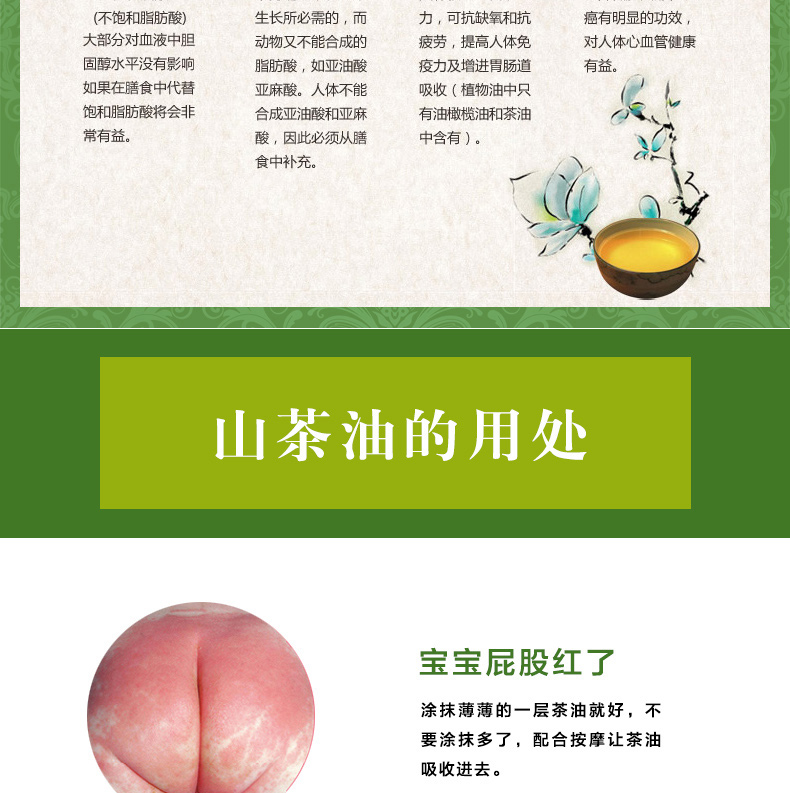 (不饱和脂肪酸)
大部分对血液中胆
固醇水平没有影响
如果在膳食中代替
饱和脂肪酸将会非
常有益。
生长所必需的，而
动物又不能合成的
脂肪酸，如亚油酸
亚麻酸。人体不能
合成亚油酸和亚麻
酸，因此必须从膳
食中补充。
力，可抗缺氧和抗
疲劳，提高人体免
疫力及增进胃肠道
吸收（植物油中只
有油橄榄油和茶油
中含有）。
癌有明显的功效，
对人体心血管健康
有益。
山茶油的用处
宝宝屁股红了
涂抹薄薄的一层茶油就好，不
要涂抹多了，配合按摩让茶油
吸收进去。